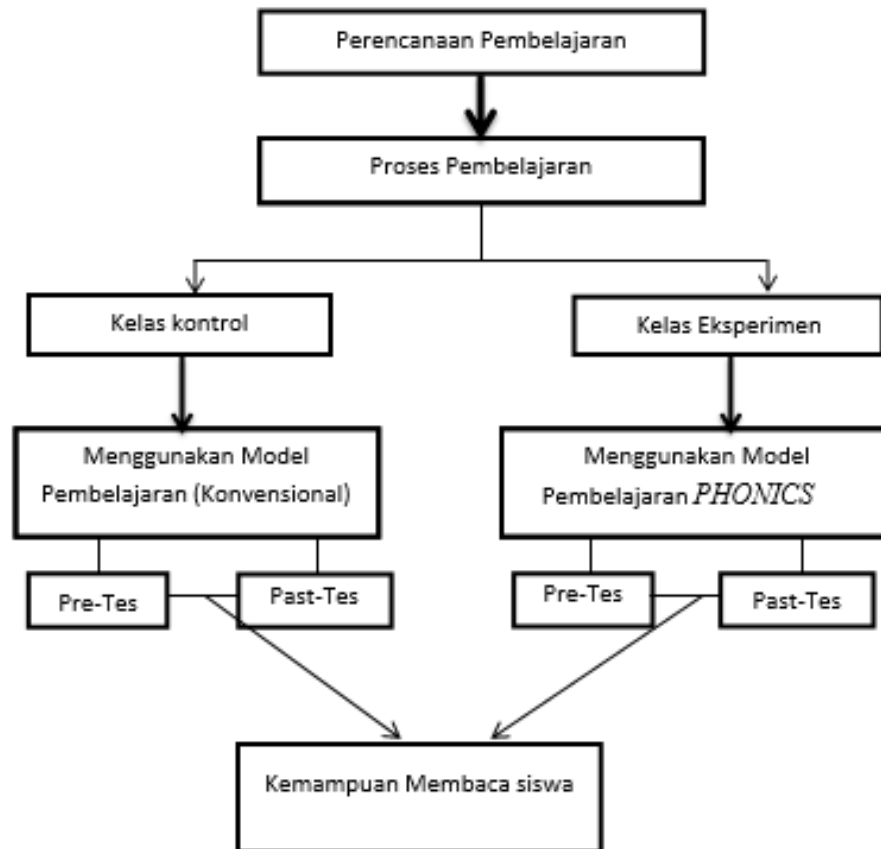 Perencanaan Pembelajaran
Proses Pembelajaran
Kelas kontrol
Kelas Eksperimen
Menggunakan Model
Pembelajaran (Konvensional)
Menggunakan Model
Pembelajaran PHONICS
Pre-Tes
Past-Tes
Pre-Tes
Past-Tes
Kemampuan Membaca siswa